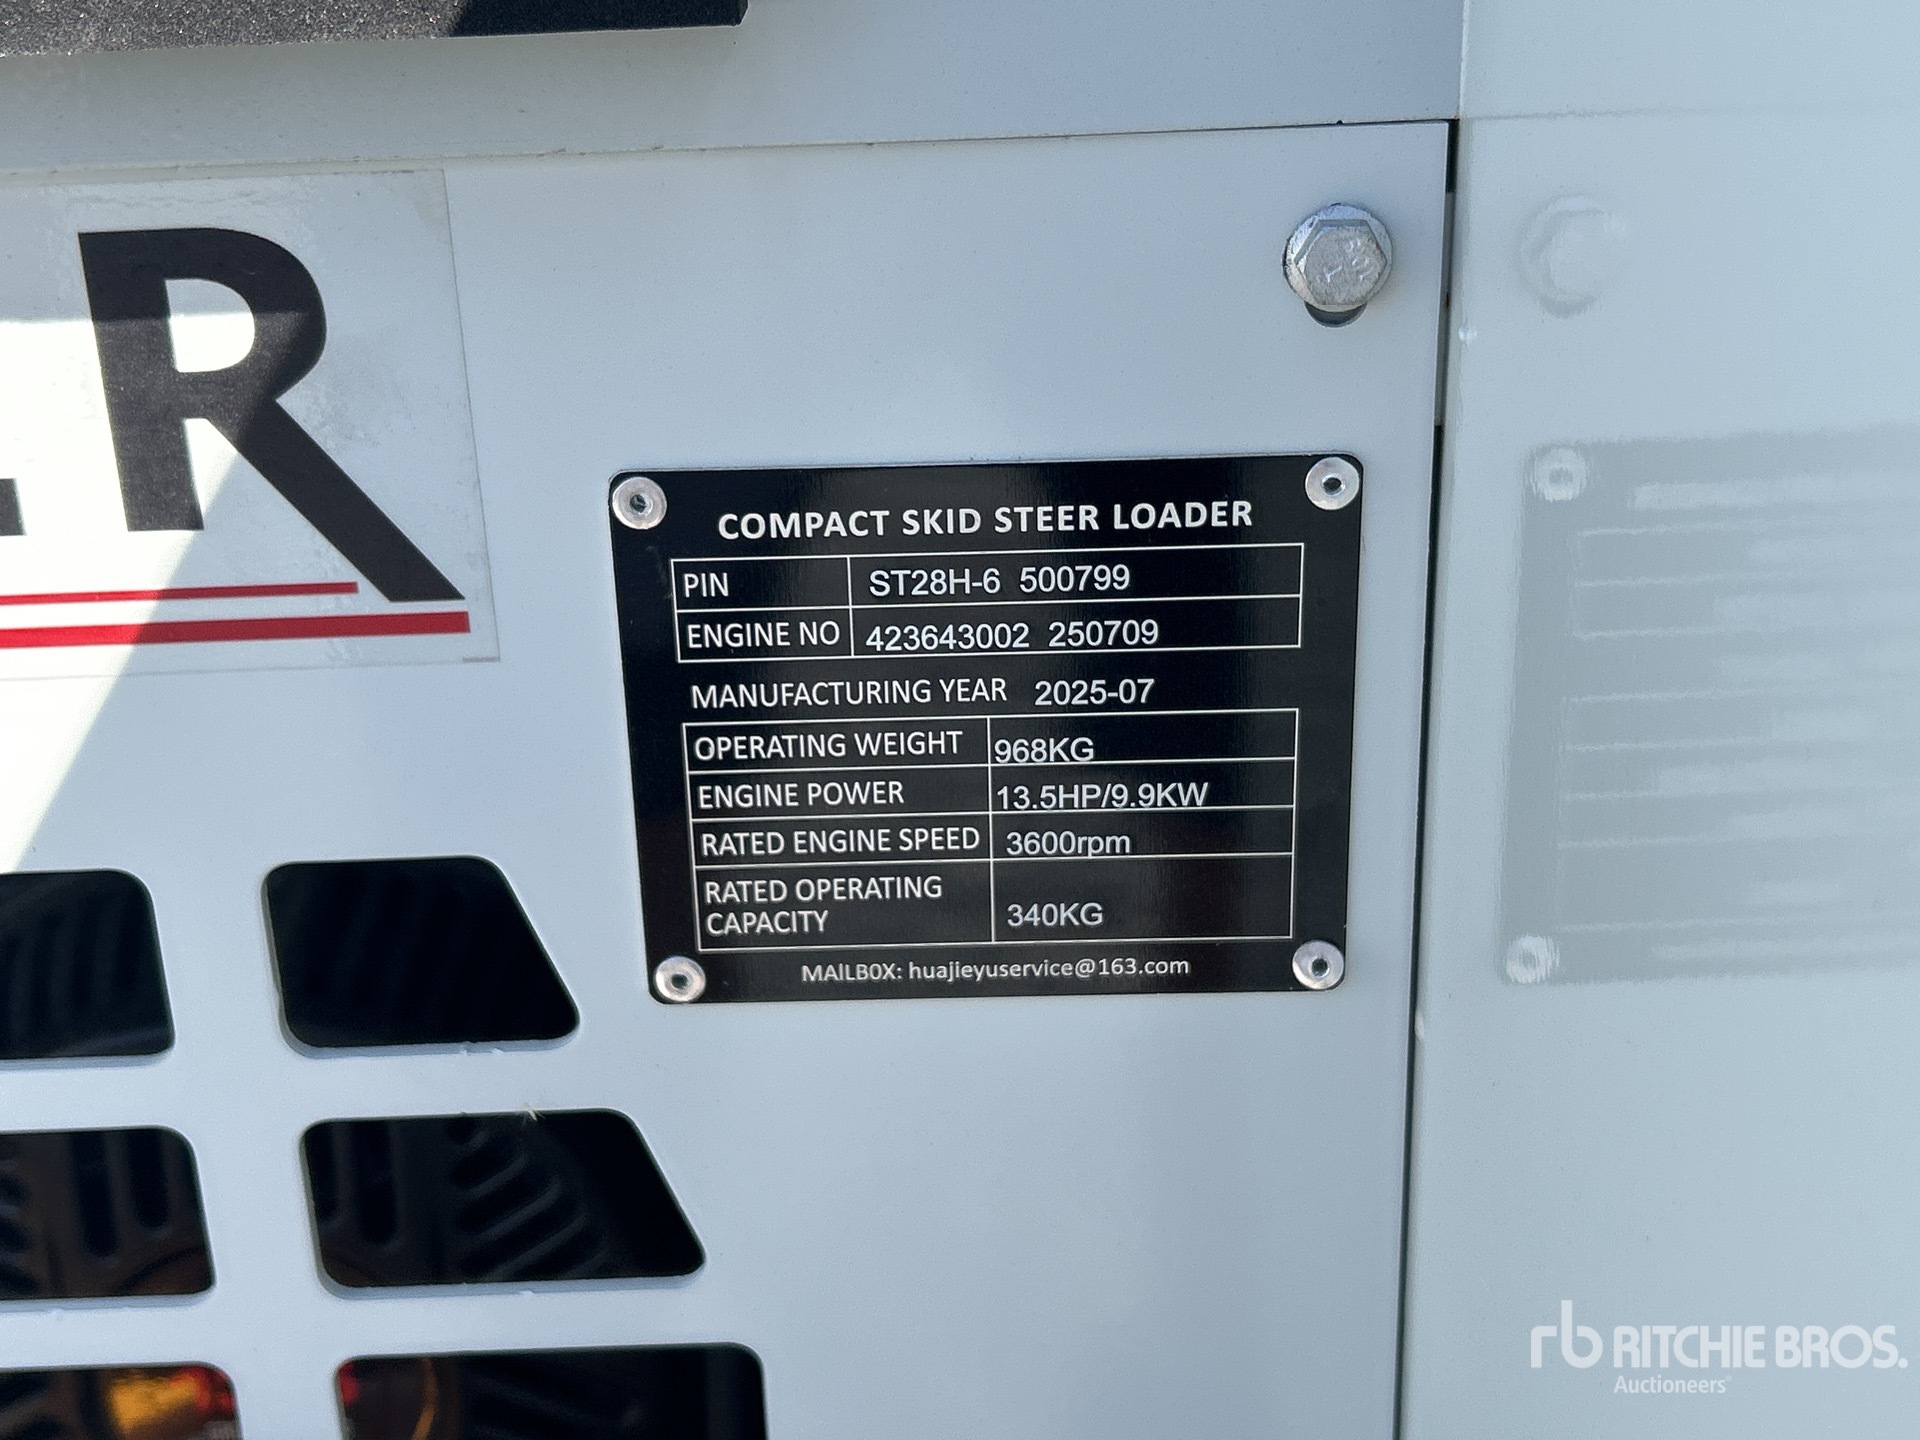 ER
COMPACT SKID STEER LOADER
PIN ST28H-6 500799
ENGINE NO 423643002 250709
MANUFACTURING YEAR 2025-07
OPERATING WEIGHT 968KG
ENGINE POWER 13.5HP/9.9KW
RATED ENGINE SPEED 3600rpm
RATED OPERATING
CAPACITY 340KG
MAILBOX: huajieyuservice@163.com
rb RITCHIE BROS.
Auctioneers